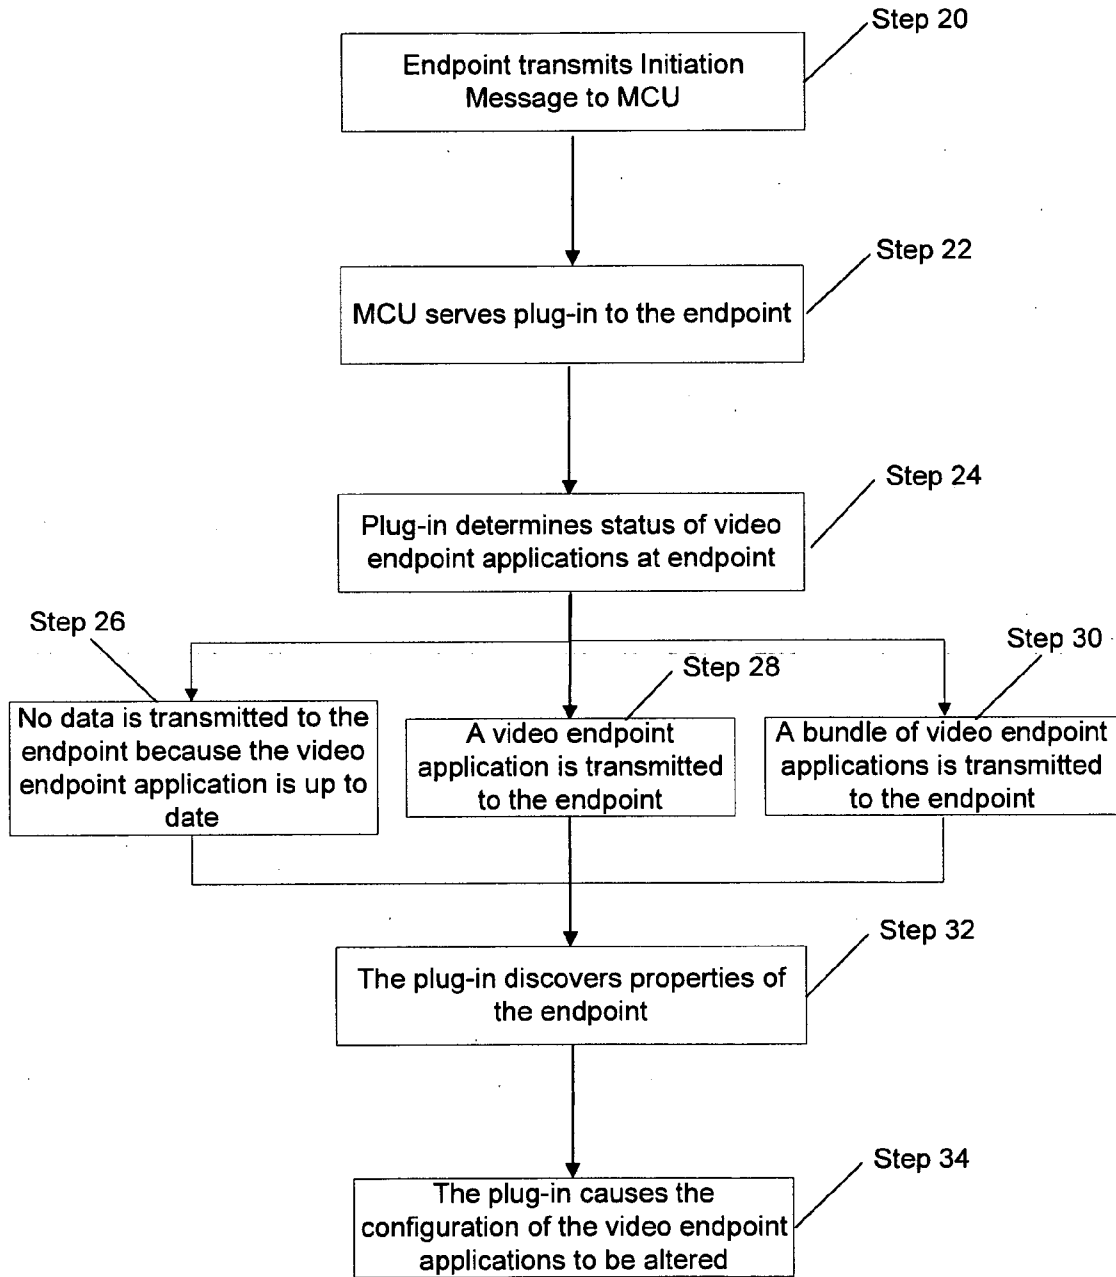 Step 20
Endpoint transmits Initiation
Message to MCU
Step 22
MCU serves plug-in to the endpoint
Step 24
Plug-in determines status of video
endpoint applications at endpoint
Step 26
No data is transmitted to the
endpoint because the video
endpoint application is up to
date
Step 28
A video endpoint
application is transmitted
to the endpoint
Step 30
A bundle of video endpoint
applications is transmitted
to the endpoint
Step 32
The plug-in discovers properties of
the endpoint
Step 34
The plug-in causes the
configuration of the video endpoint
applications to be altered